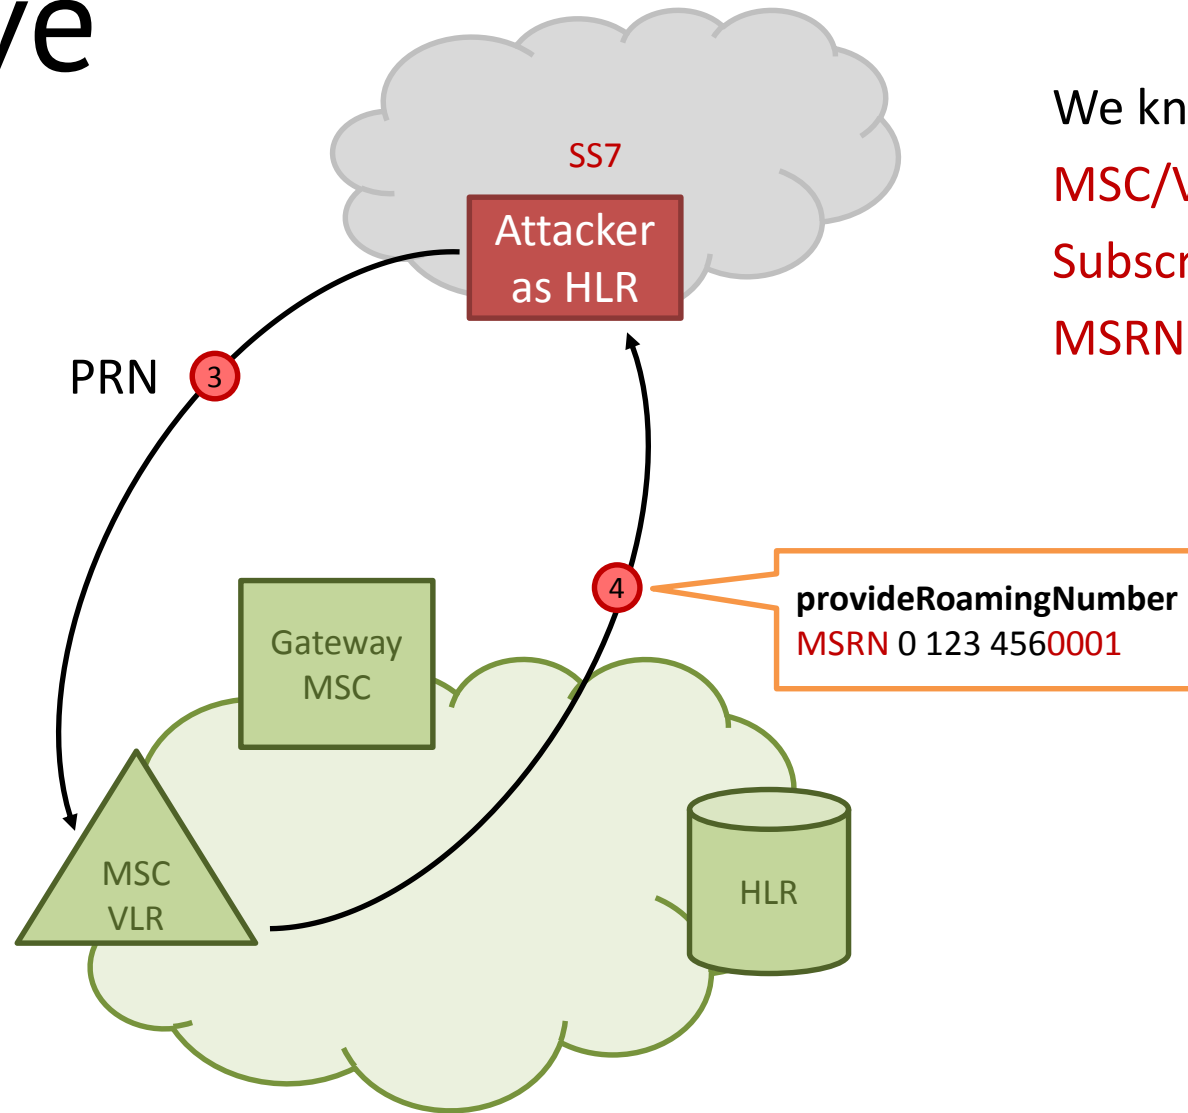 ve
SS7
We kn
Attacker
as HLR
MSC/V
Subscr
MSRN
PRN
3
4
provideRoamingNumber
MSRN 0 123 4560001
Gateway
MSC
MSC
VLR
HLR